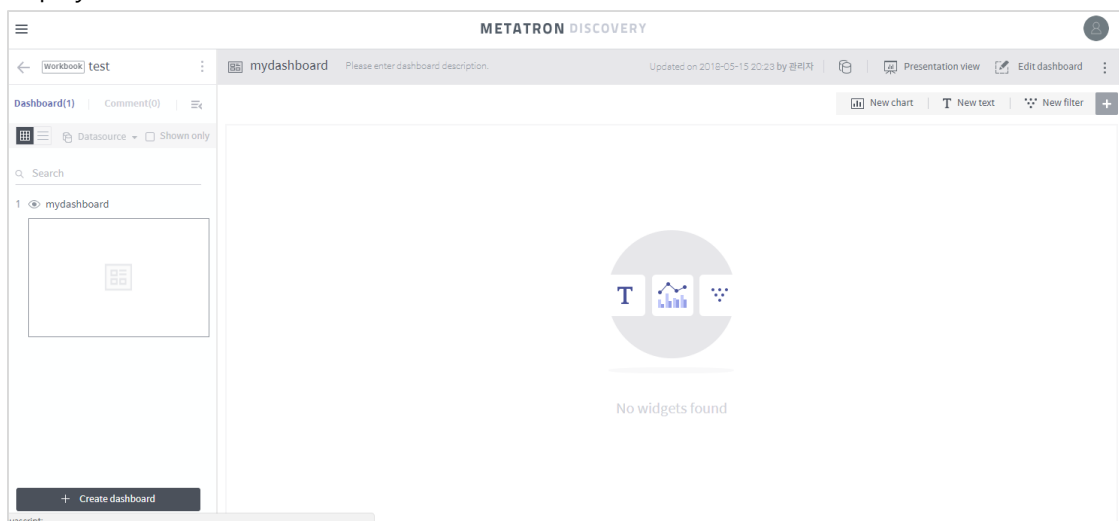 METATRON DISCOVERY
Workbook test
mydashboard Please enter dashboard description. Updated on 2018-05-15 20:23 by 관리자 Presentation view Edit dashboard
Dashboard(1) Comment(0)
New chart T New text New filter +
Datasource Shown only
Search
1 mydashboard
T
No widgets found
+ Create dashboard